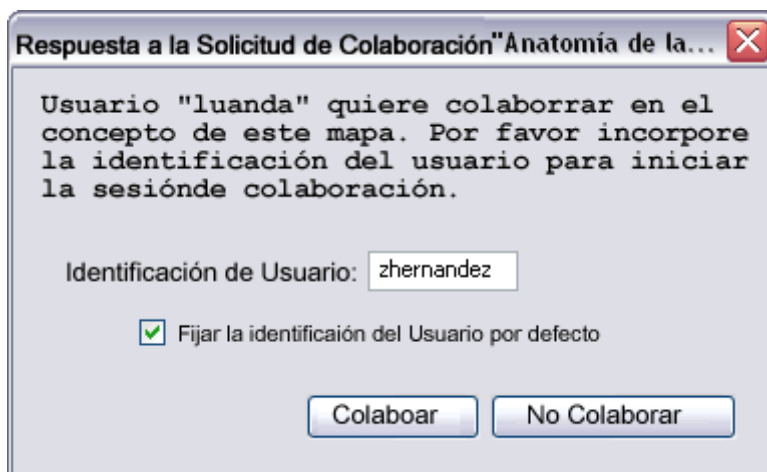 Respuesta a la Solicitud de Colaboración"Anatomía de la...
Usuario "luanda" quiere colaborrar en el
concepto de este mapa. Por favor incorpore
la identificación del usuario para iniciar
la sesiónde colaboración.
Identificación de Usuario: zhernandez
Fijar la identificaión del Usuario por defecto
Colaboar No Colaborar